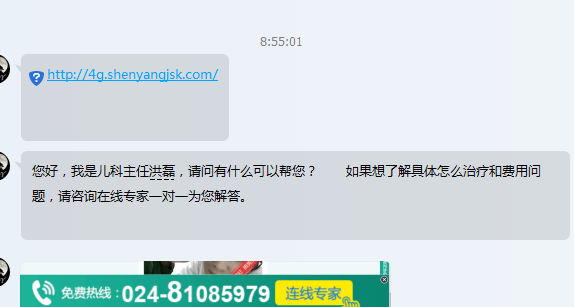 8:55:01
http://4g.shenyangjsk.com/
您好，我是儿科主任洪磊，请问有什么可以帮您？ 如果想了解具体怎么治疗和费用问
题，请咨询在线专家一对一为您解答。
免费热线：024-81085979 连线专家